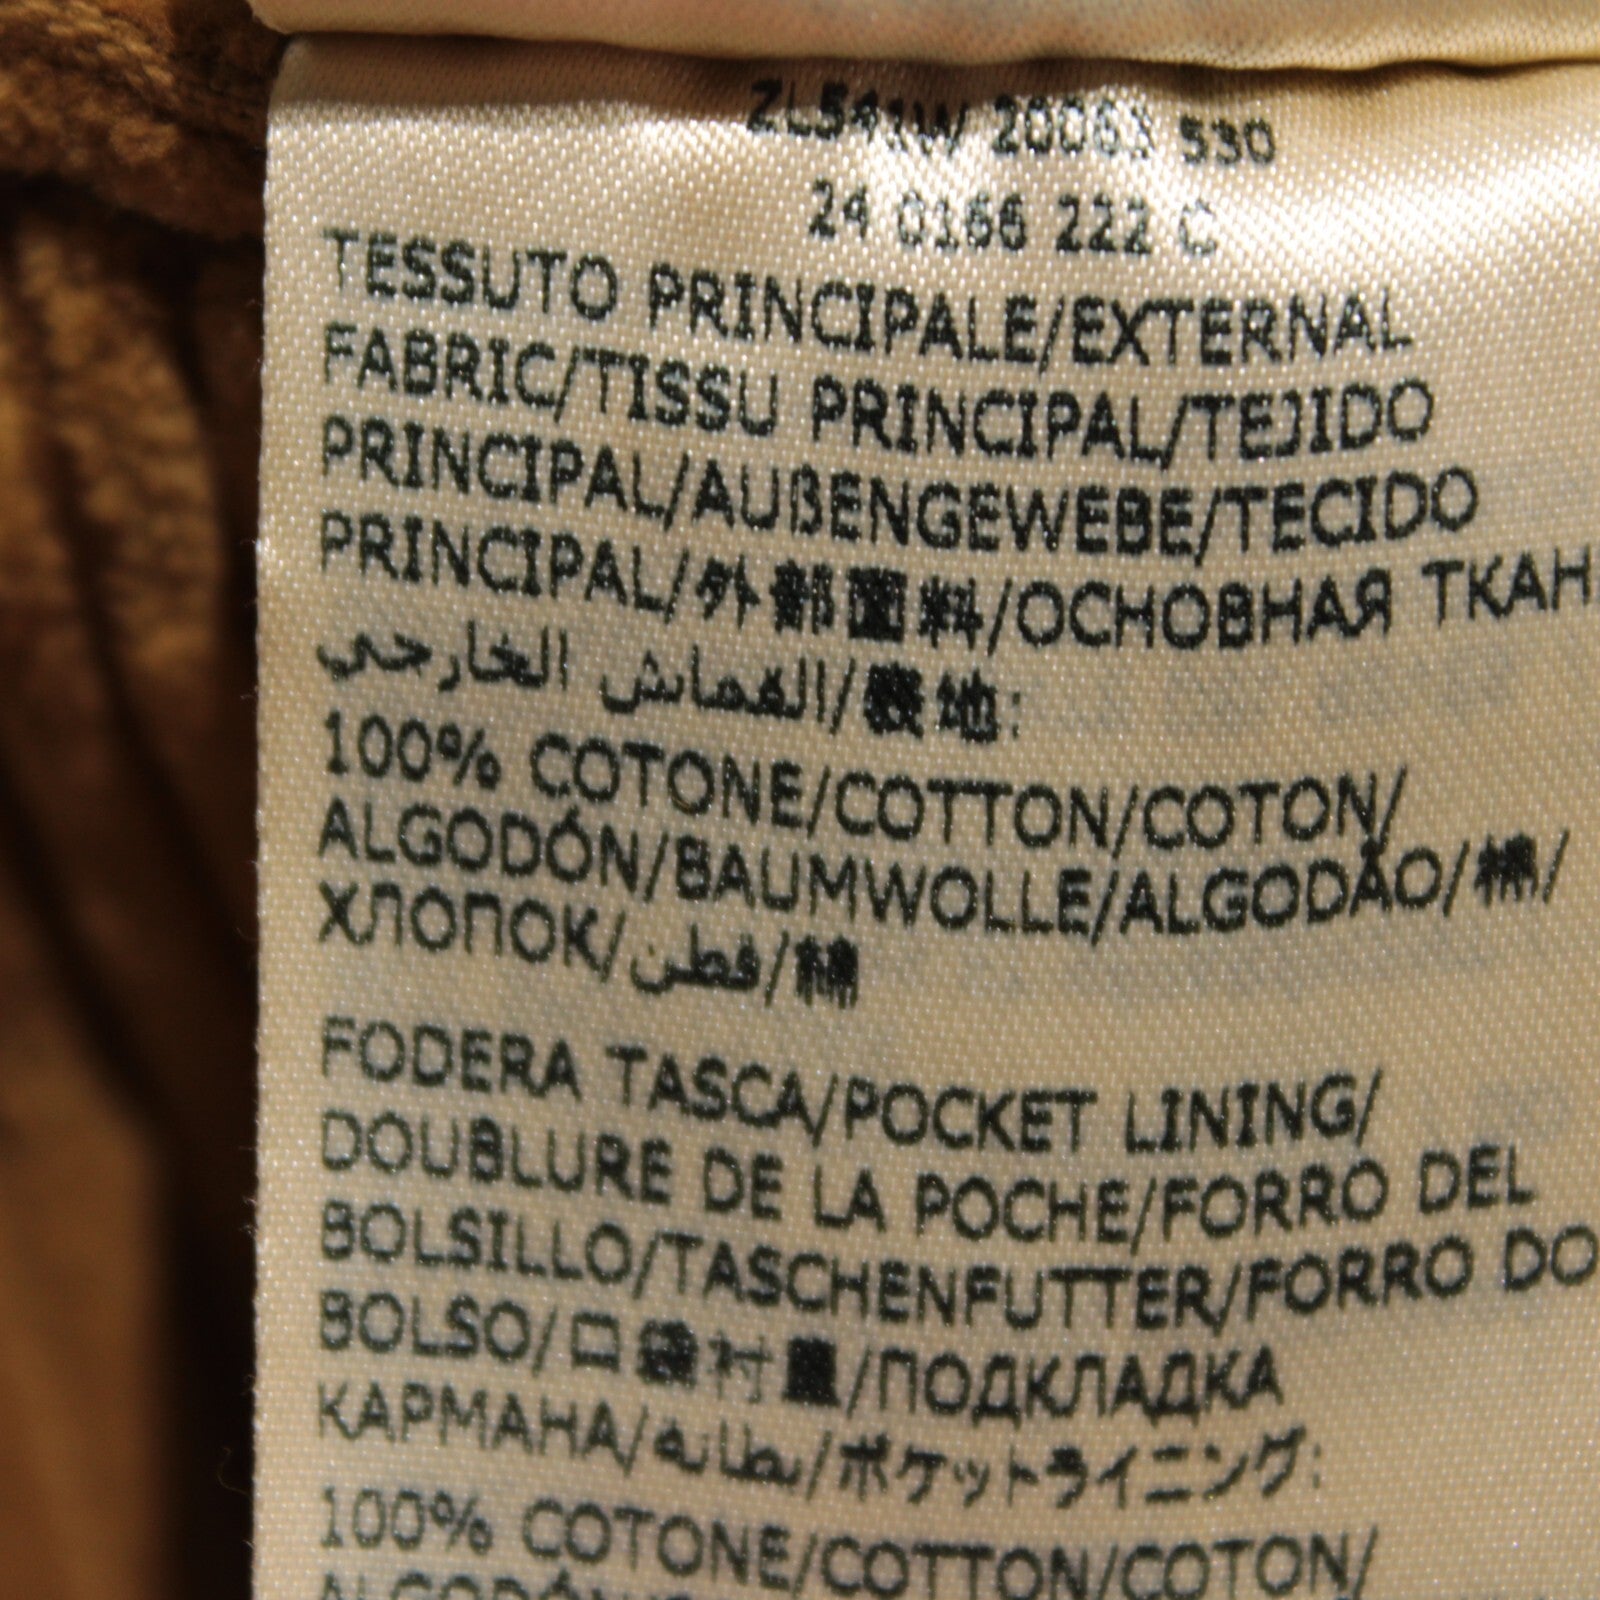 530
24 0166 222 C
TESSUTO PRINCIPALE/EXTERNAL
FABRIC/TISSU PRINCIPAL/TEJIDO
PRINCIPAL/AUßENGEWEBE/TECIDO
PRINCIPAL/外部面料/ОСНОВНАЯ ТКАН
القماش الخارجي/表地:
100% COTONE/COTTON/COTON/
ALGODÓN/BAUMWOLLE/ALGODAO/棉/
ХЛОПОК/قطن/棉
FODERA TASCA/POCKET LINING/
DOUBLURE DE LA POCHE/FORRO DEL
BOLSILLO/TASCHENFUTTER/FORRO DO
BOLSO/口袋衬里/ПОДКЛАДКА
КАРМАНА/بطانة/ポケットライニング:
100% COTONE/COTTON/COTON/